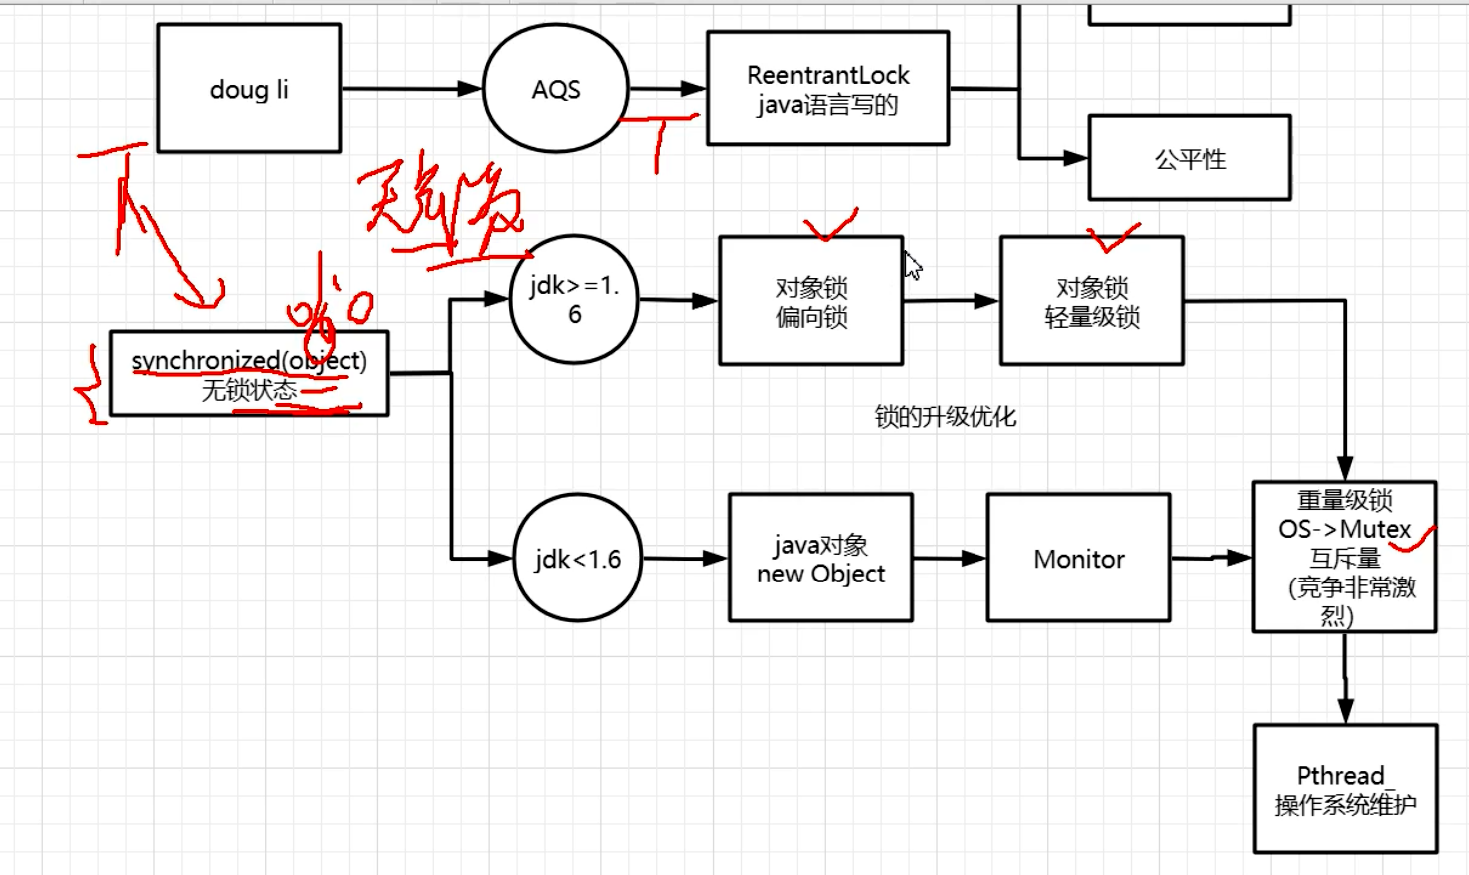 doug li
AQS
ReentrantLock
java语言写的
公平性
jdk>=1.
6
对象锁
偏向锁
对象锁
轻量级锁
synchronized(object)
无锁状态
锁的升级优化
重量级锁
OS->Mutex
互斥量
(竞争非常激
烈)
jdk<1.6
java对象
new Object
Monitor
Pthread_
操作系统维护